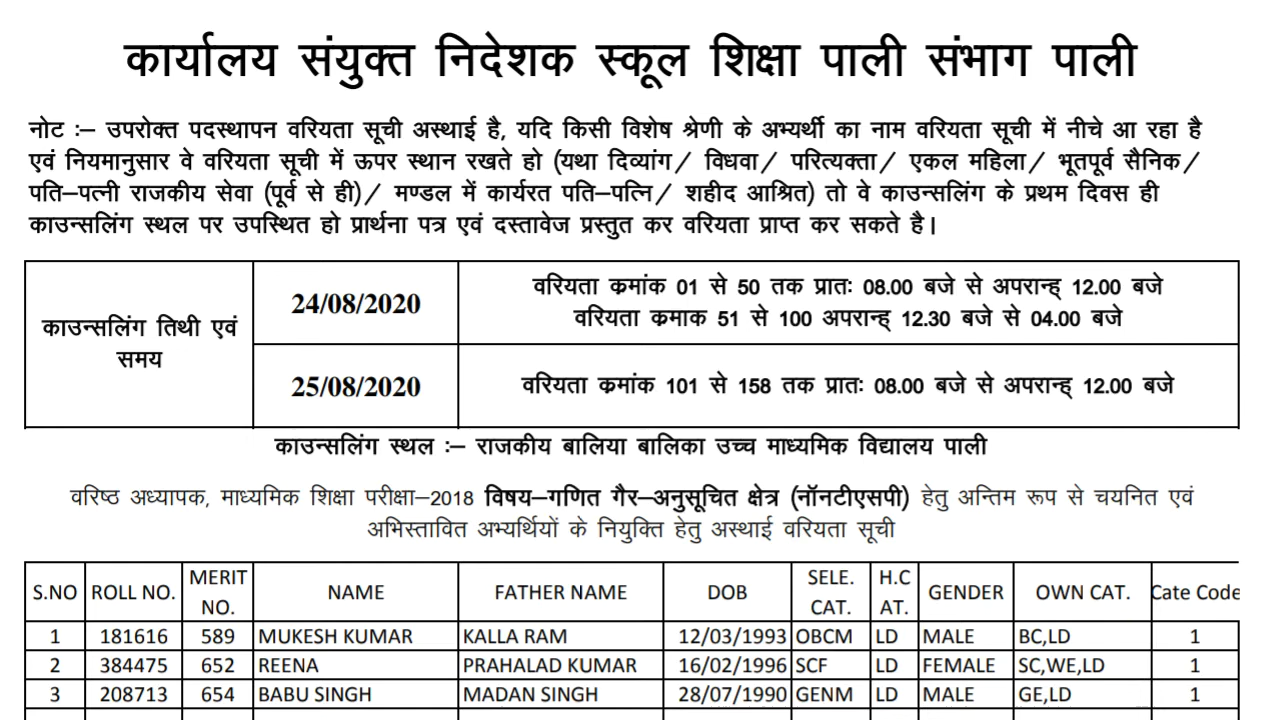 कार्यालय संयुक्त निदेशक स्कूल शिक्षा पाली संभाग पाली
नोट :– उपरोक्त पदस्थापन वरियता सूची अस्थाई है, यदि किसी विशेष श्रेणी के अभ्यर्थी का नाम वरियता सूची में नीचे आ रहा है
एवं नियमानुसार वे वरियता सूची में ऊपर स्थान रखते हो (यथा दिव्यांग/ विधवा/ परित्यक्ता/ एकल महिला/ भूतपूर्व सैनिक/
पति–पत्नी राजकीय सेवा (पूर्व से ही)/ मण्डल में कार्यरत पति–पत्नि/ शहीद आश्रित) तो वे काउन्सलिंग के प्रथम दिवस ही
काउन्सलिंग स्थल पर उपस्थित हो प्रार्थना पत्र एवं दस्तावेज प्रस्तुत कर वरियता प्राप्त कर सकते है।
काउन्सलिंग तिथी एवं
समय
24/08/2020
वरियता क्रमांक 01 से 50 तक प्रातः 08.00 बजे से अपरान्ह् 12.00 बजे
वरियता क्रमाक 51 से 100 अपरान्ह् 12.30 बजे से 04.00 बजे
25/08/2020
वरियता क्रमांक 101 से 158 तक प्रातः 08.00 बजे से अपरान्ह् 12.00 बजे
काउन्सलिंग स्थल :– राजकीय बालिया बालिका उच्च माध्यमिक विद्यालय पाली
वरिष्ठ अध्यापक, माध्यमिक शिक्षा परीक्षा–2018 विषय–गणित गैर–अनुसूचित क्षेत्र (नॉनटीएसपी) हेतु अन्तिम रूप से चयनित एवं
अभिस्तावित अभ्यर्थियों के नियुक्ति हेतु अस्थाई वरियता सूची
S.NO ROLL NO. MERIT NO. NAME FATHER NAME DOB SELE. CAT. H.C AT. GENDER OWN CAT. Cate Code
1 181616 589 MUKESH KUMAR KALLA RAM 12/03/1993 OBCM LD MALE BC,LD 1
2 384475 652 REENA PRAHALAD KUMAR 16/02/1996 SCF LD FEMALE SC,WE,LD 1
3 208713 654 BABU SINGH MADAN SINGH 28/07/1990 GENM LD MALE GE,LD 1